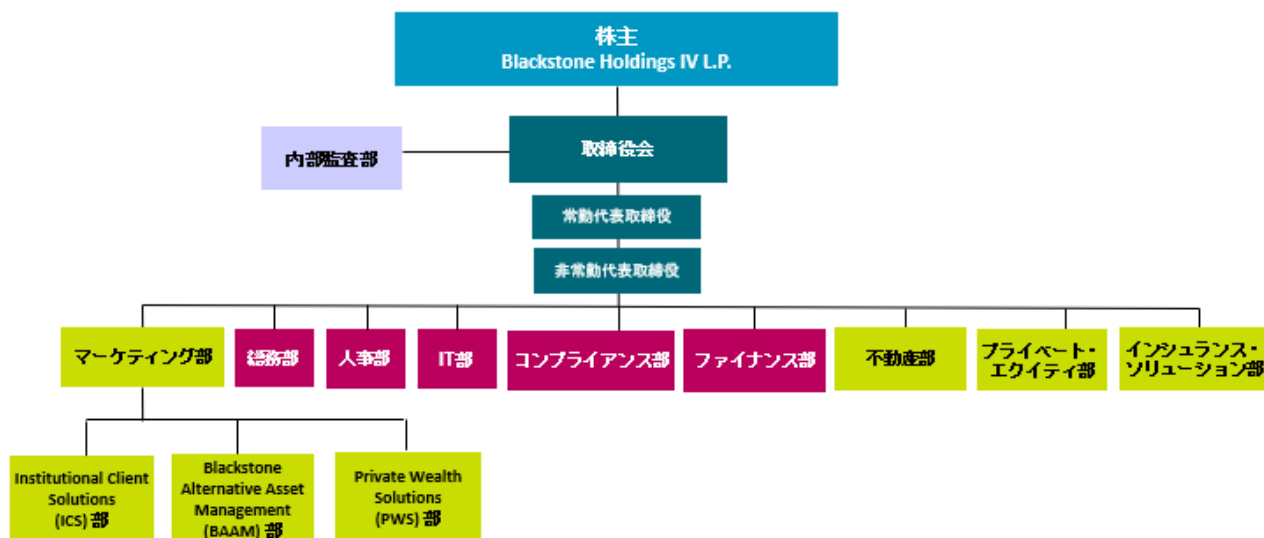 株主
Blackstone Holdings IV L.P.
内部監査部
取締役会
常勤代表取締役
非常勤代表取締役
マーケティング部
総務部
人事部
IT部
コンプライアンス部
ファイナンス部
不動産部
プライベート・
エクイティ部
インシュランス・
ソリューション部
Institutional Client
Solutions
(ICS) 部
Blackstone
Alternative Asset
Management
(BAAM) 部
Private Wealth
Solutions
(PWS) 部